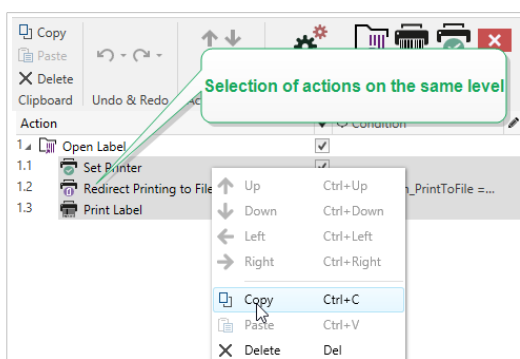 Copy
Paste
Delete
Clipboard Undo & Redo
Selection of actions on the same level
Action Condition
1 Open Label
1.1 Set Printer
1.2 Redirect Printing to File _PrintToFile =...
1.3 Print Label
Up Ctrl+Up
Down Ctrl+Down
Left Ctrl+Left
Right Ctrl+Right
Copy Ctrl+C
Paste Ctrl+V
Delete Del